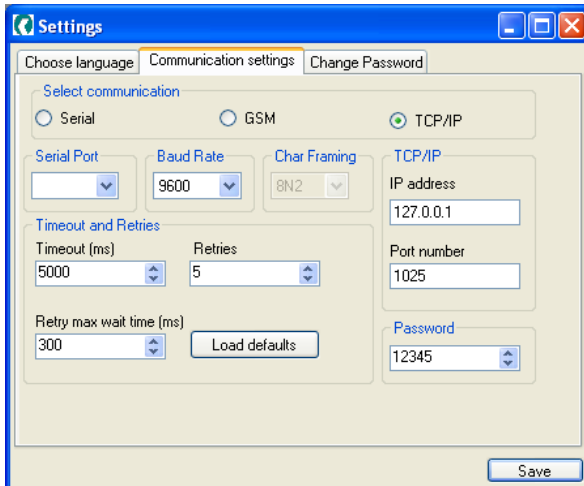 Settings
Choose language Communication settings Change Password
Select communication
Serial GSM TCP/IP
Serial Port Baud Rate Char Framing TCP/IP
9600 8N2
IP address
127.0.0.1
Timeout and Retries
Timeout (ms) Retries
5000 5
Port number
1025
Retry max wait time (ms)
300 Load defaults
Password
12345
Save